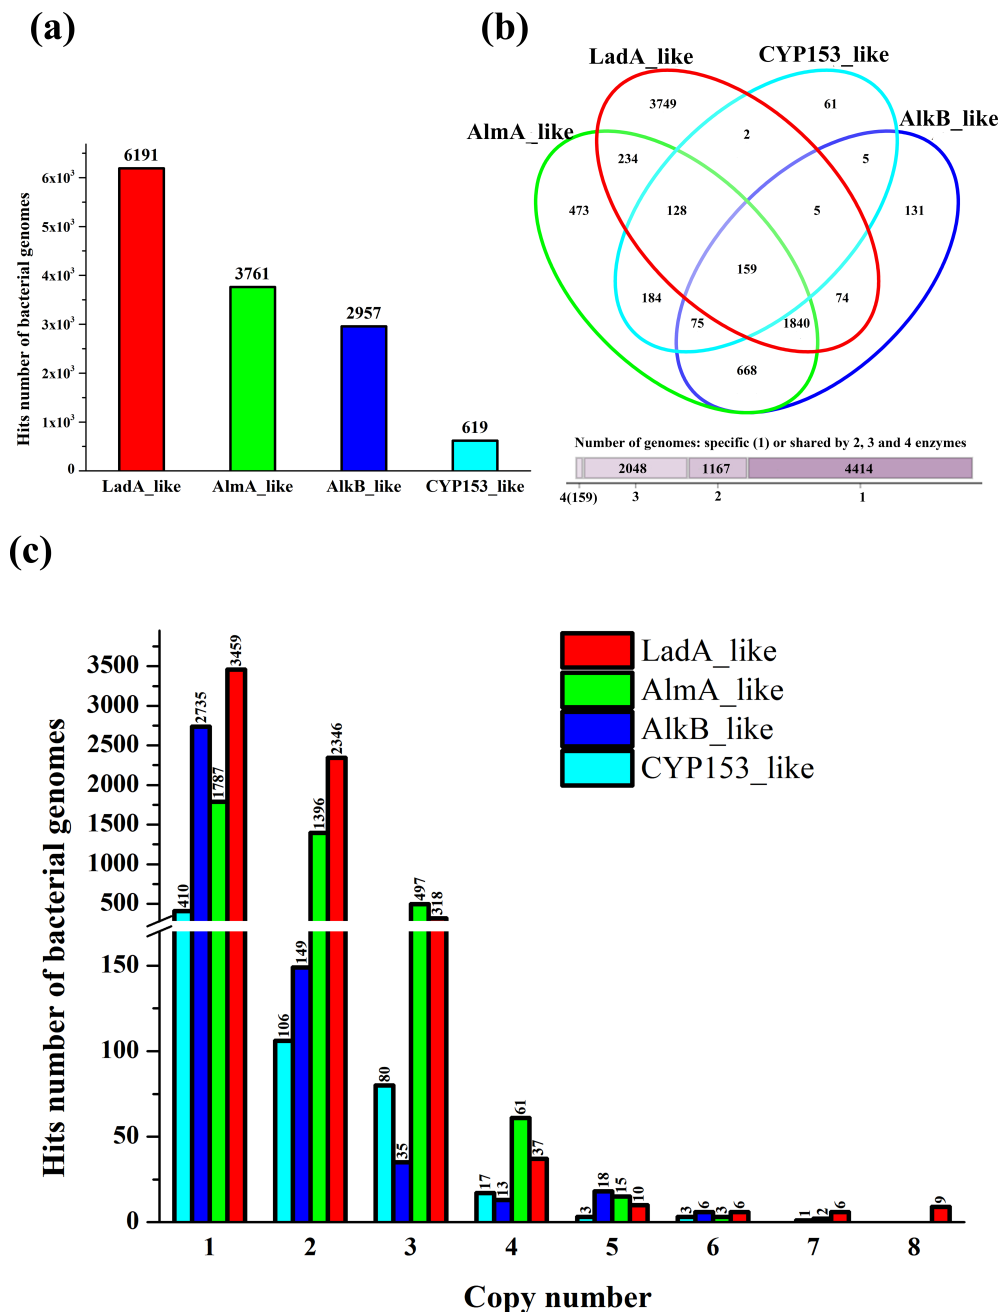 (a)
6191
3761
2957
619
6x10³
5x10³
4x10³
3x10³
2x10³
1x10³
0
Hits number of bacterial genomes
LadA_like AlmA_like AlkB_like CYP153_like
(b)
LadA_like CYP153_like
AlmA_like AlkB_like
3749 61
2
234 5
473 128 5 131
159
184 74
75 1840
668
Number of genomes: specific (1) or shared by 2, 3 and 4 enzymes
2048 1167 4414
4(159) 3 2 1
(c)
LadA_like
AlmA_like
AlkB_like
CYP153_like
Hits number of bacterial genomes
3500
3000
2500
2000
1500
1000
500
150
100
50
0
410 2735 1787 3459
106 149 1396 2346
80 35 497 318
17 13 61 37
3 18 15 10
3 6 3 6
1 2 6
9
1 2 3 4 5 6 7 8
Copy number